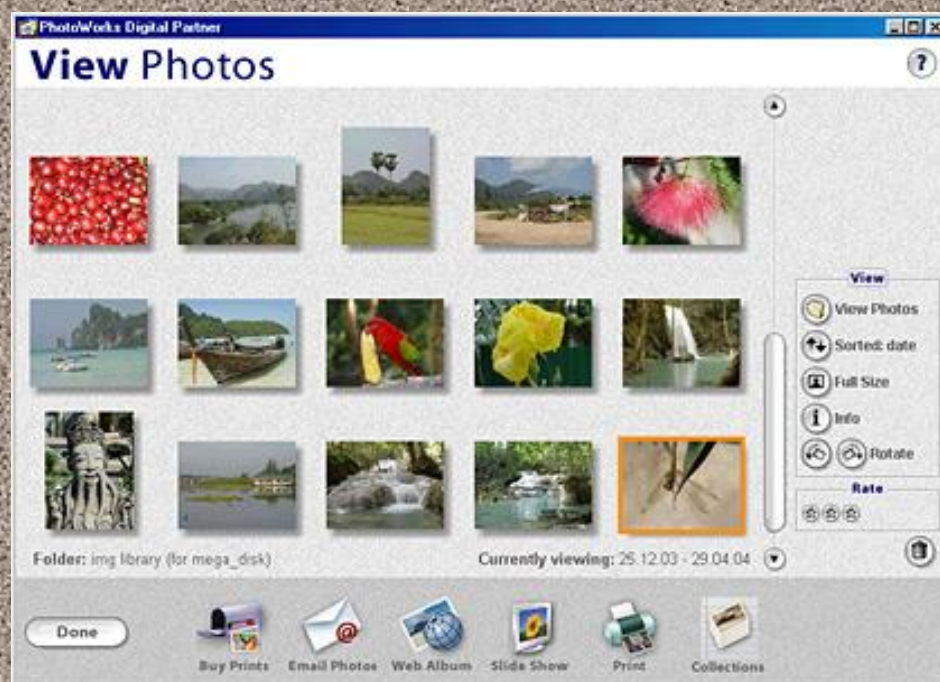 PhotoWorks Digital Partner
View Photos
?
View
View Photos
Sorted: date
Full Size
Info
Rotate
Rate
Folder: img library (for mega_disk)
Currently viewing: 25.12.03 - 29.04.04
Done
Buy Prints
Email Photos
Web Album
Slide Show
Print
Collections